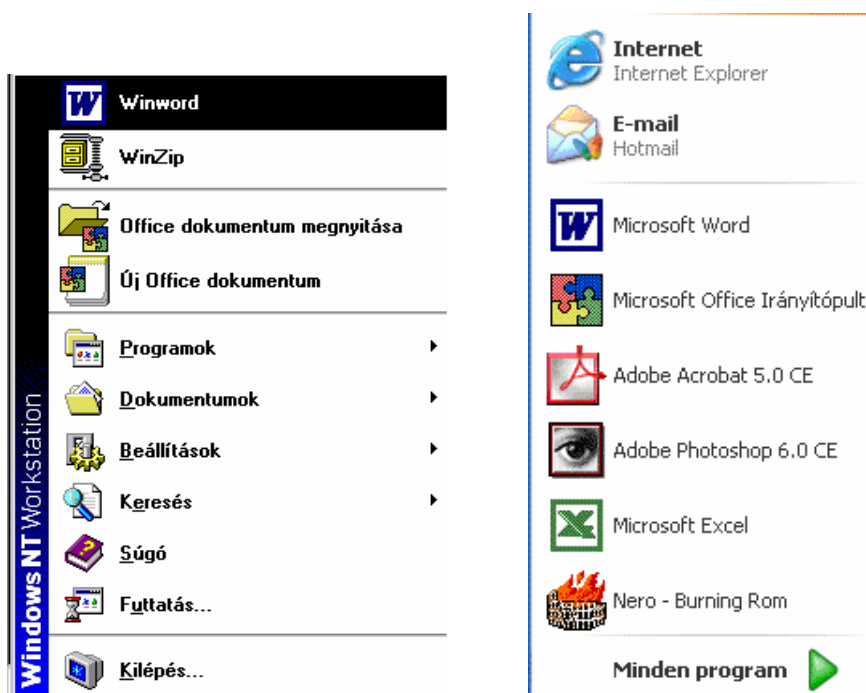 Winword
WinZip
Office dokumentum megnyitása
Új Office dokumentum
Programok
Dokumentumok
Beállítások
Keresés
Súgó
Futtatás...
Kilépés...
Windows NT Workstation
Internet
Internet Explorer
E-mail
Hotmail
Microsoft Word
Microsoft Office Irányítópult
Adobe Acrobat 5.0 CE
Adobe Photoshop 6.0 CE
Microsoft Excel
Nero - Burning Rom
Minden program